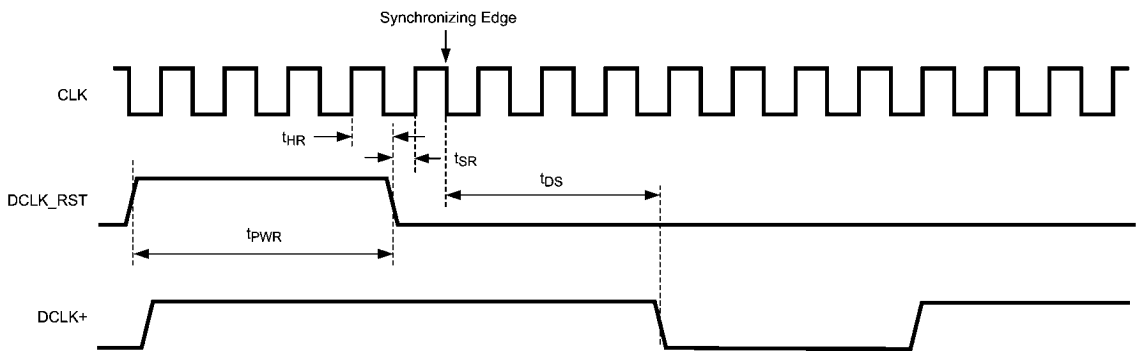 Synchronizing Edge
CLK
tHR
tSR
tDS
DCLK_RST
tPWR
DCLK+